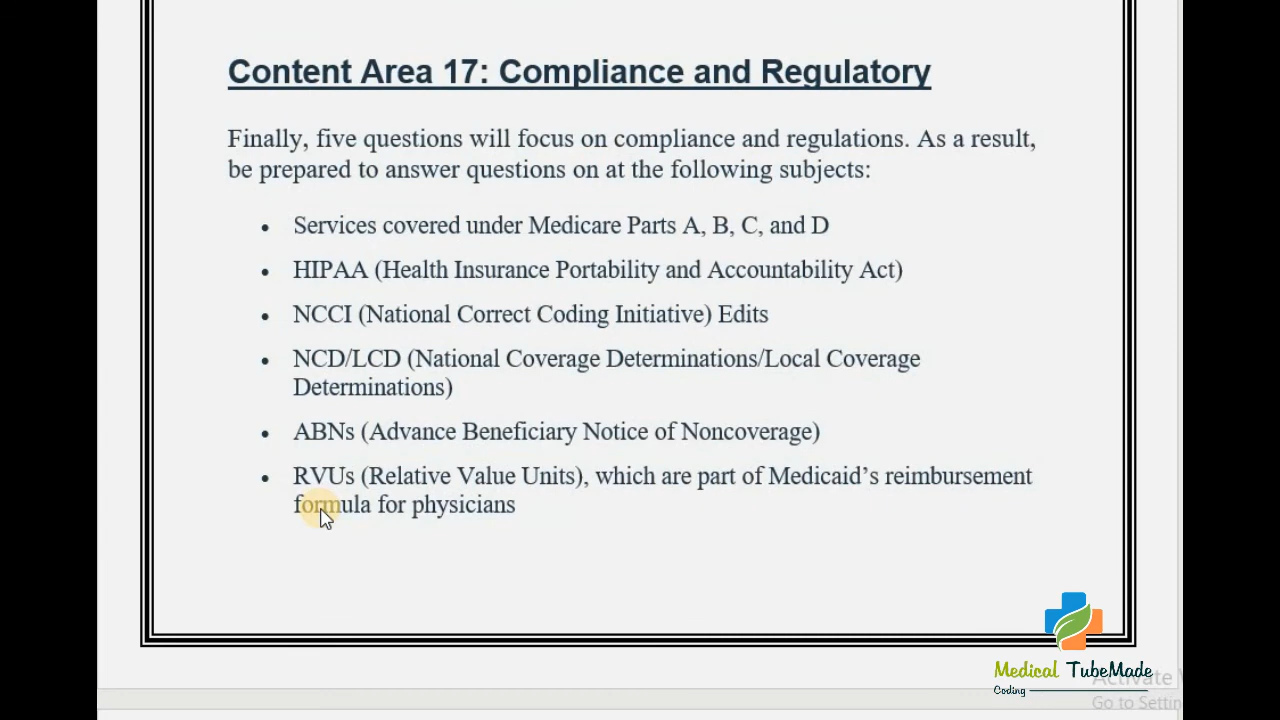 Content Area 17: Compliance and Regulatory
Finally, five questions will focus on compliance and regulations. As a result,
be prepared to answer questions on at the following subjects:
• Services covered under Medicare Parts A, B, C, and D
• HIPAA (Health Insurance Portability and Accountability Act)
• NCCI (National Correct Coding Initiative) Edits
• NCD/LCD (National Coverage Determinations/Local Coverage
Determinations)
• ABNs (Advance Beneficiary Notice of Noncoverage)
• RVUs (Relative Value Units), which are part of Medicaid’s reimbursement
formula for physicians
Medical TubeMade
Coding
Activate
Go to